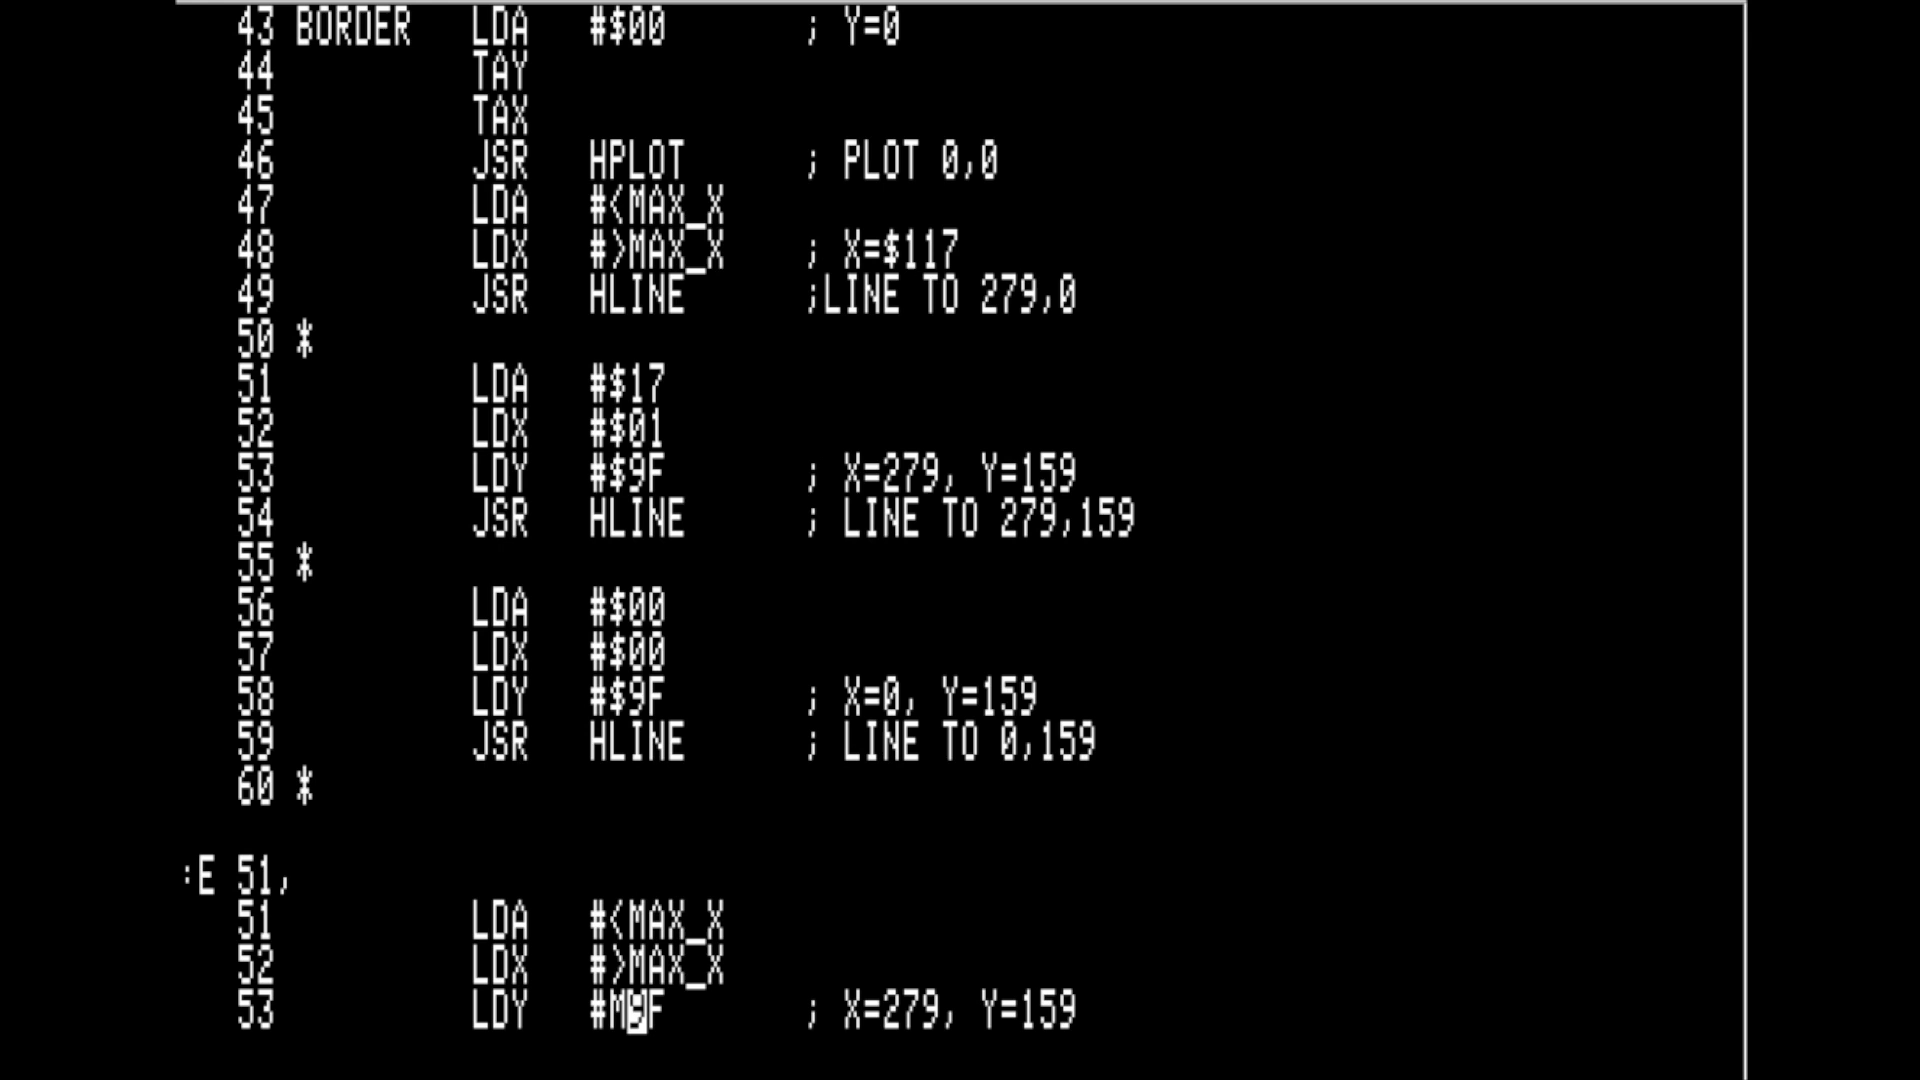 43 BORDER LDA #$00 ; Y=0
44 TAY
45 TAX
46 JSR HPLOT ; PLOT 0,0
47 LDA #<MAX_X
48 LDX #>MAX_X ; X=$117
49 JSR HLINE ;LINE TO 279,0
50 *
51 LDA #$17
52 LDX #$01
53 LDY #$9F ; X=279, Y=159
54 JSR HLINE ; LINE TO 279,159
55 *
56 LDA #$00
57 LDX #$00
58 LDY #$9F ; X=0, Y=159
59 JSR HLINE ; LINE TO 0,159
60 *
:E 51,
51 LDA #<MAX_X
52 LDX #>MAX_X
53 LDY #M9F ; X=279, Y=159